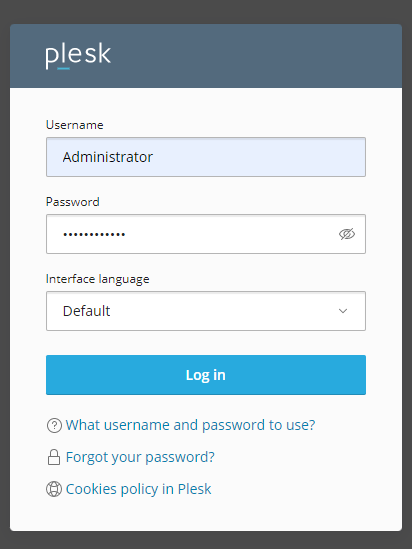 plesk
Username
Administrator
Password
••••••••••••
Interface language
Default
Log in
What username and password to use?
Forgot your password?
Cookies policy in Plesk